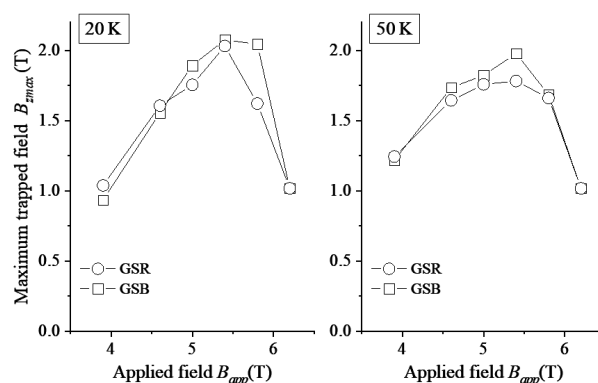 20 K
50 K
Maximum trapped field B_zmax (T)
2.0
1.5
1.0
0.5
0.0
2.0
1.5
1.0
0.5
0.0
GSR
GSB
GSR
GSB
4 5 6
4 5 6
Applied field B_app(T)
Applied field B_app(T)